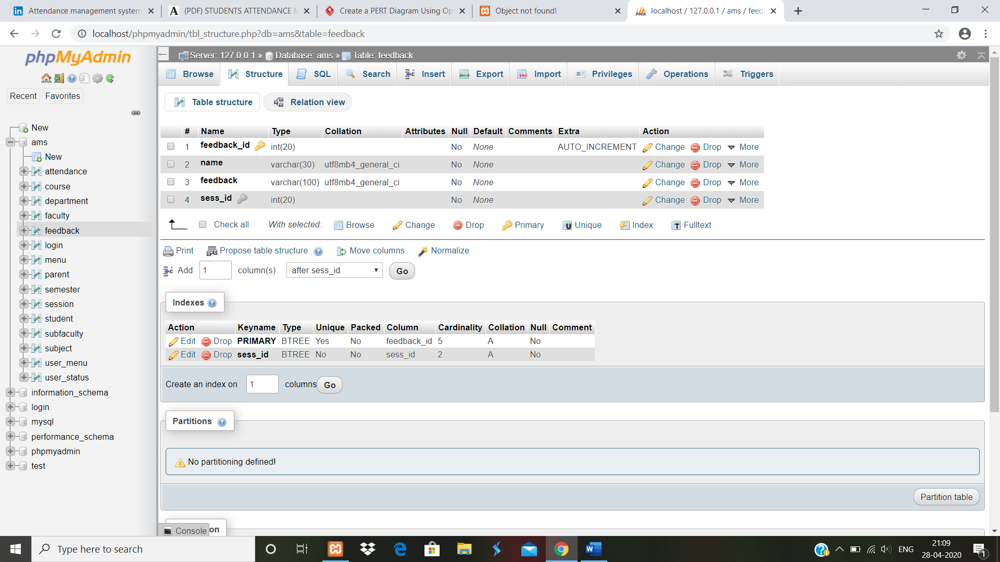 Attendance management system
(PDF) STUDENTS ATTENDANCE M
Create a PERT Diagram Using Op
Object not found!
localhost / 127.0.0.1 / ams / feed
localhost/phpmyadmin/tbl_structure.php?db=ams&table=feedback
phpMyAdmin
Recent
Favorites
New
ams
New
attendance
course
department
faculty
feedback
login
menu
parent
semester
session
student
subfaculty
subject
user_menu
user_status
information_schema
login
mysql
performance_schema
phpmyadmin
test
Server: 127.0.0.1 » Database: ams » Table: feedback
Browse Structure SQL Search Insert Export Import Privileges Operations Triggers
Table structure Relation view
# Name Type Collation Attributes Null Default Comments Extra Action
1 feedback_id int(20) No None AUTO_INCREMENT Change Drop More
2 name varchar(30) utf8mb4_general_ci No None Change Drop More
3 feedback varchar(100) utf8mb4_general_ci No None Change Drop More
4 sess_id int(20) No None Change Drop More
Check all With selected: Browse Change Drop Primary Unique Index Fulltext
Print Propose table structure Move columns Normalize
Add 1 column(s) after sess_id Go
Indexes
Action Keyname Type Unique Packed Column Cardinality Collation Null Comment
Edit Drop PRIMARY BTREE Yes No feedback_id 5 A No
Edit Drop sess_id BTREE No No sess_id 2 A No
Create an index on 1 columns Go
Partitions
No partitioning defined!
Partition table
Console on
Type here to search
ENG
21:09
28-04-2020
1